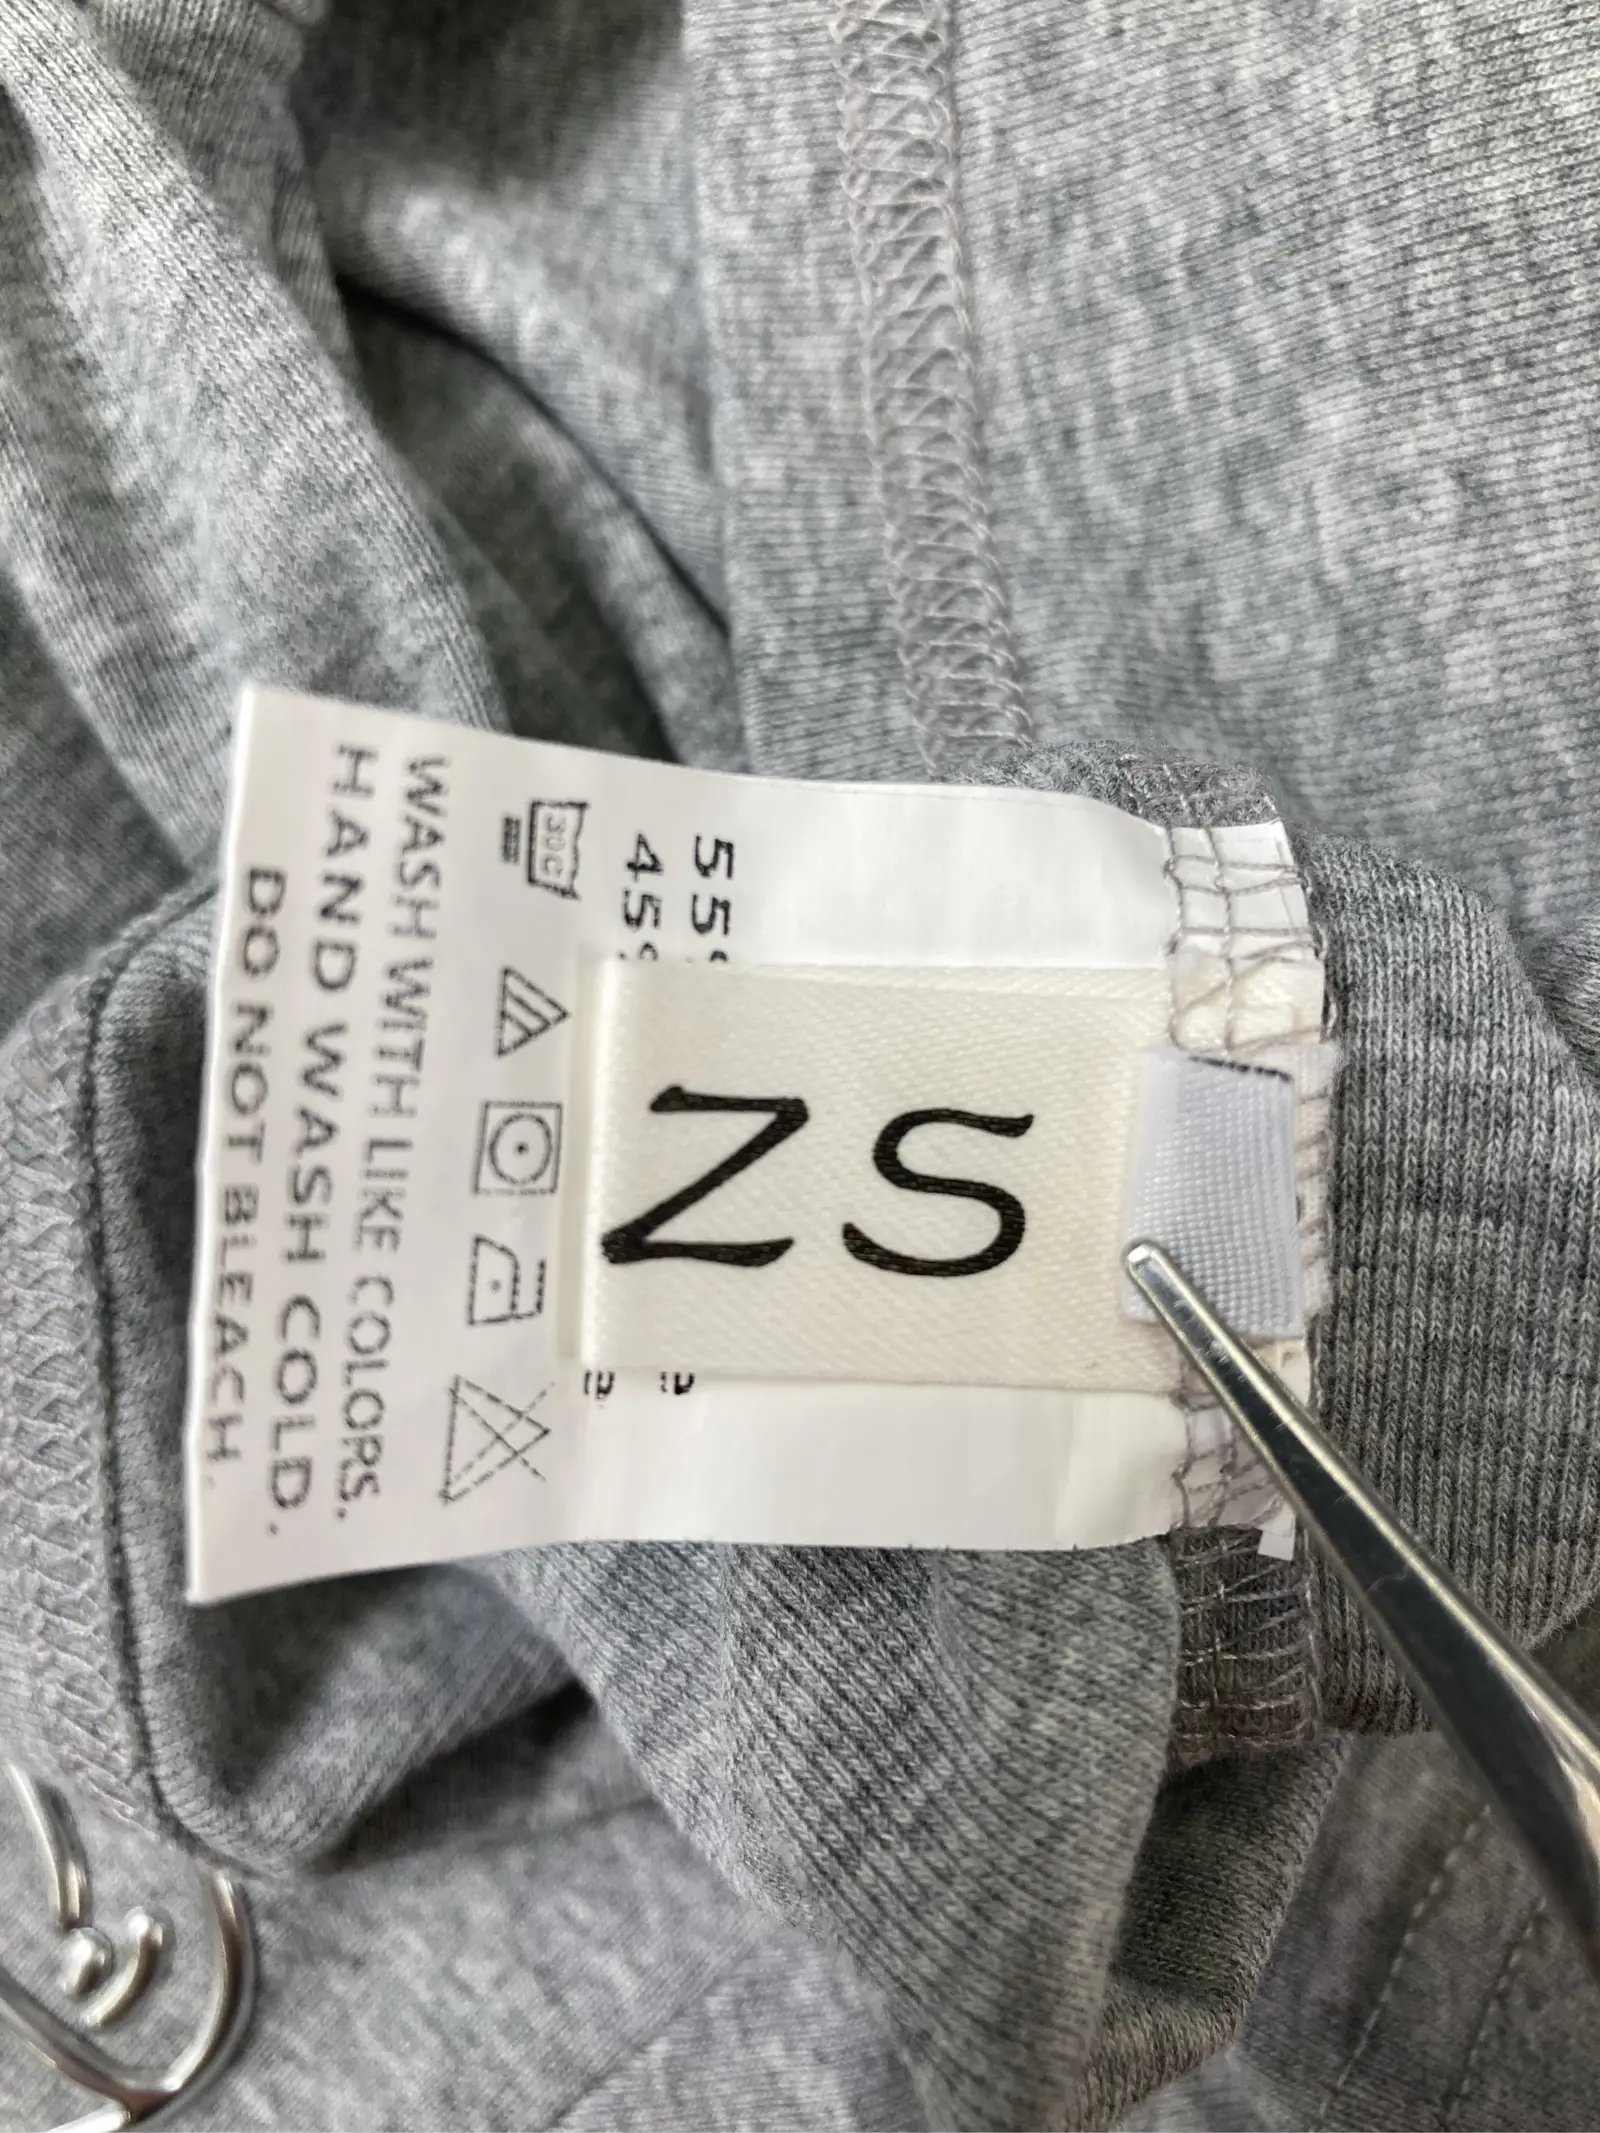 ZS
55
45
30C
WASH WITH LIKE COLORS.
HAND WASH COLD.
DO NOT BLEACH.